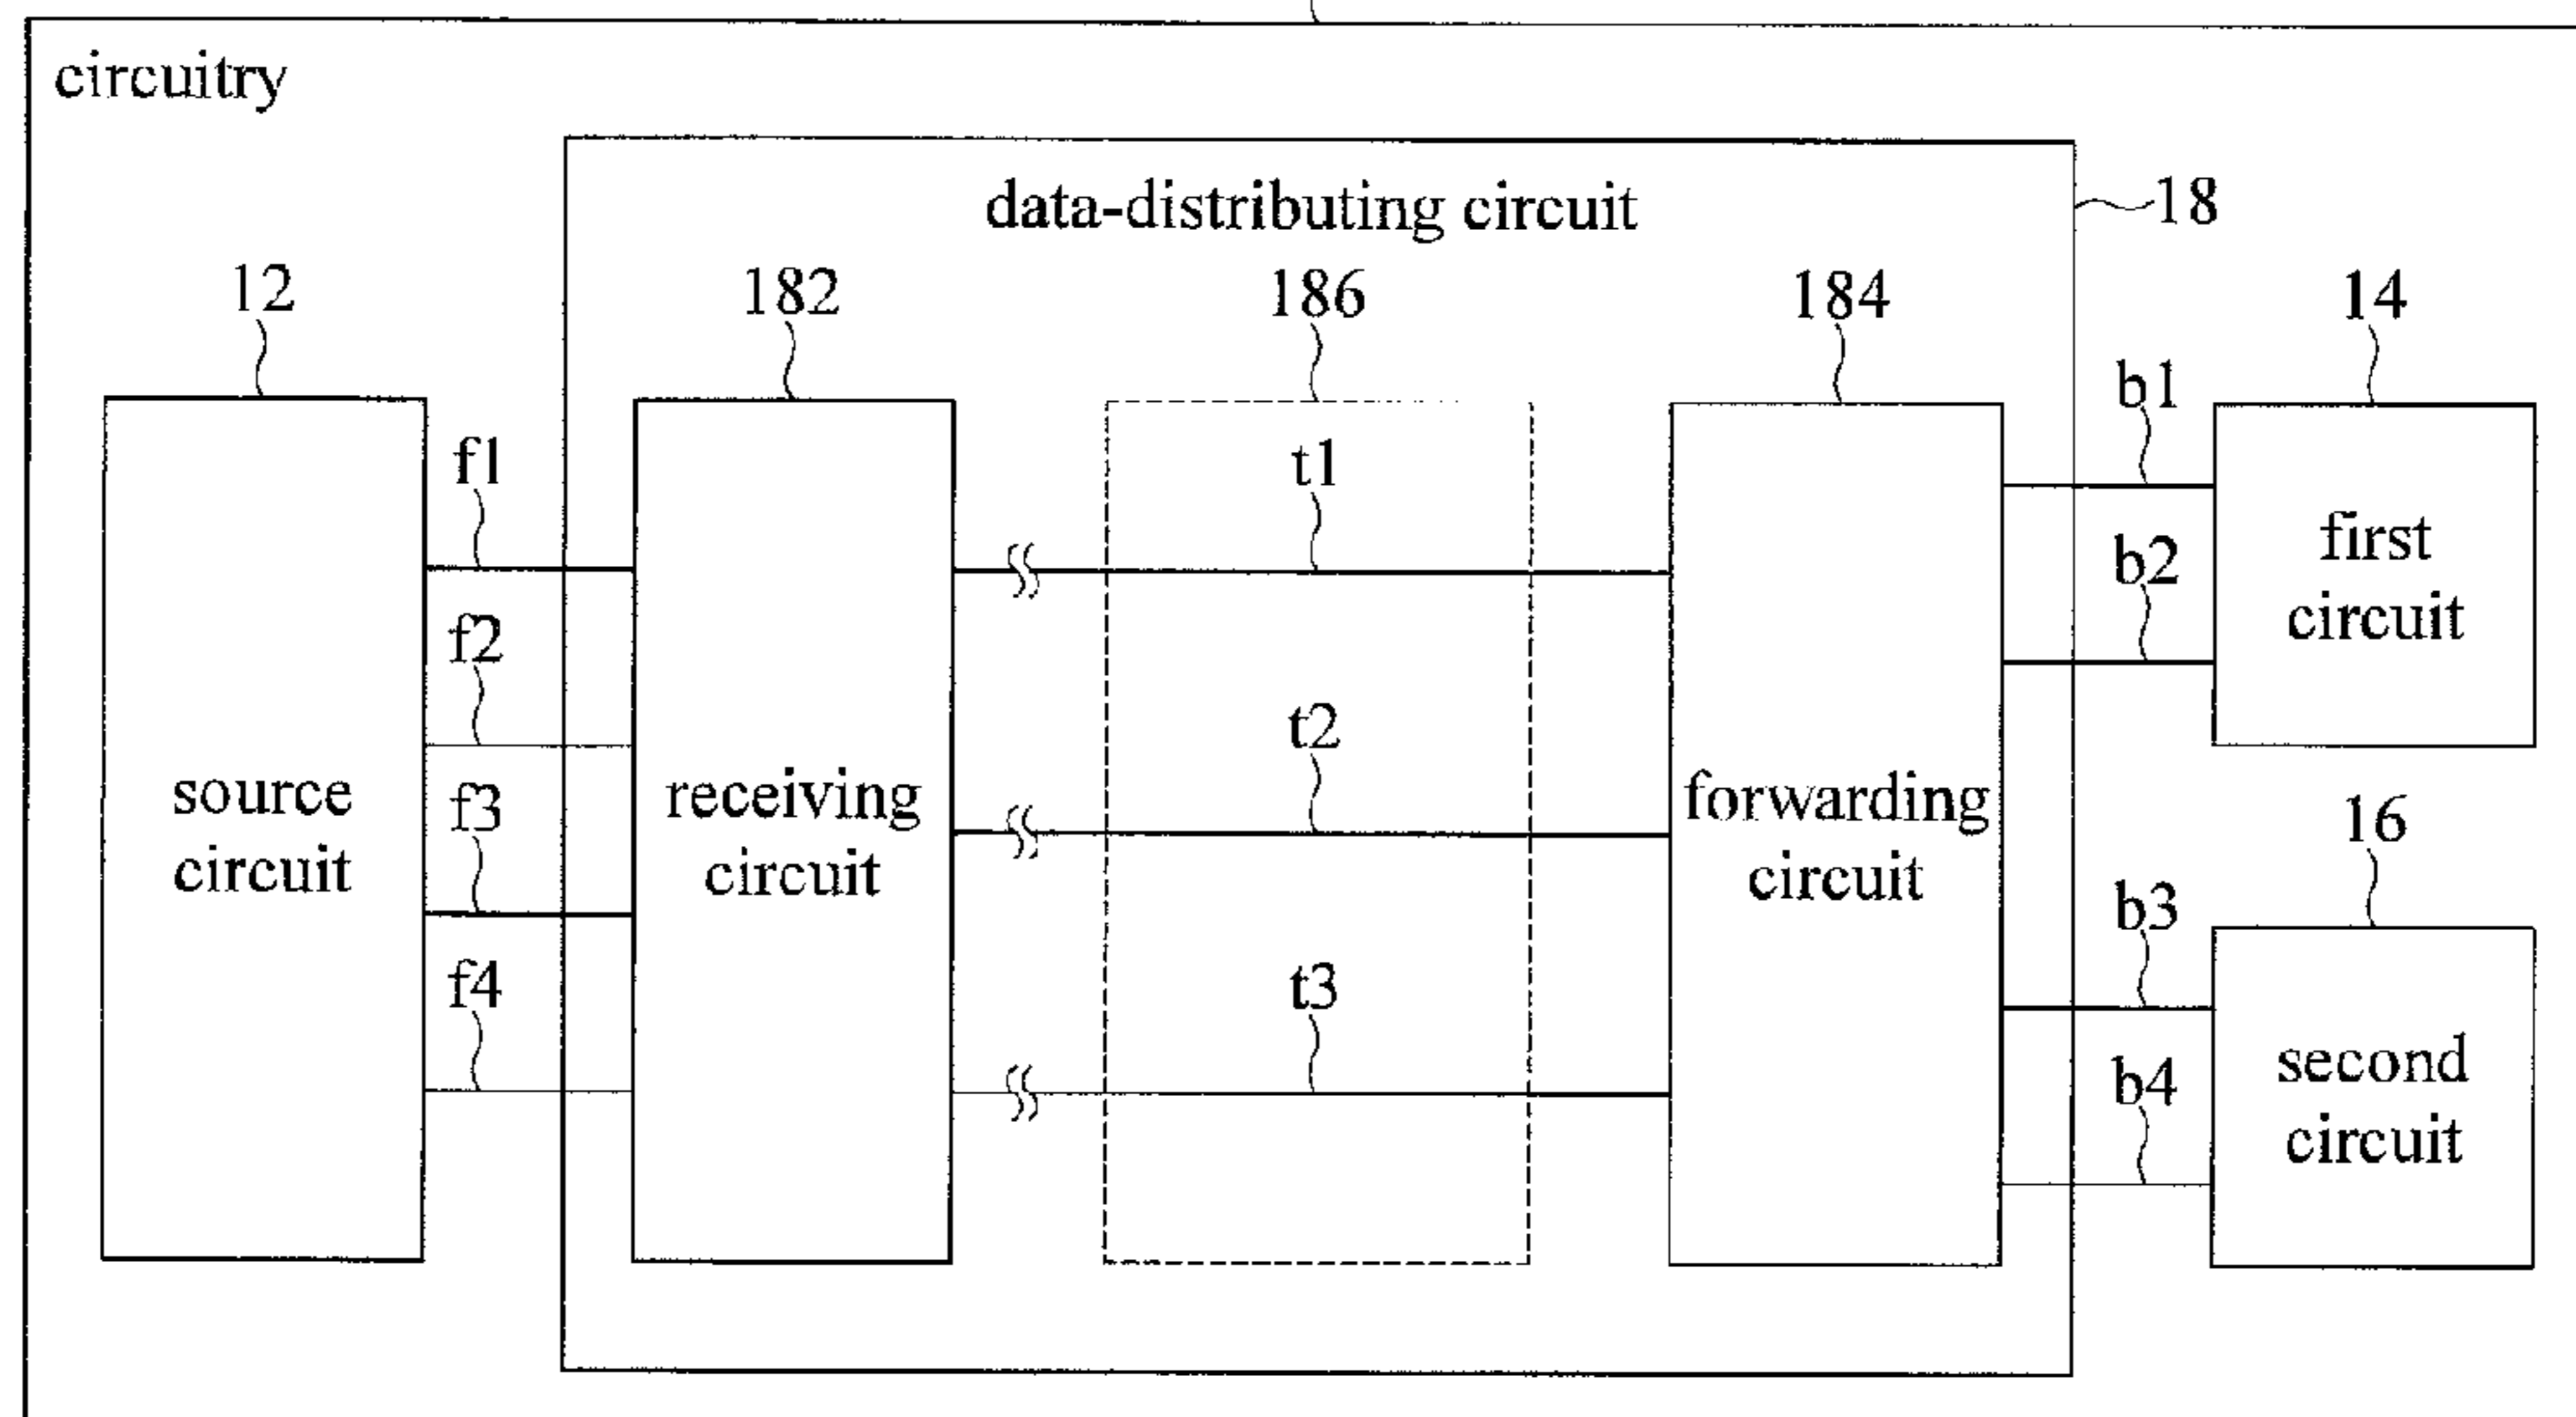 circuitry
data-distributing circuit
18
12
182
186
184
14
f1
f2
f3
f4
t1
t2
t3
b1
b2
b3
b4
16
source
circuit
receiving
circuit
forwarding
circuit
first
circuit
second
circuit